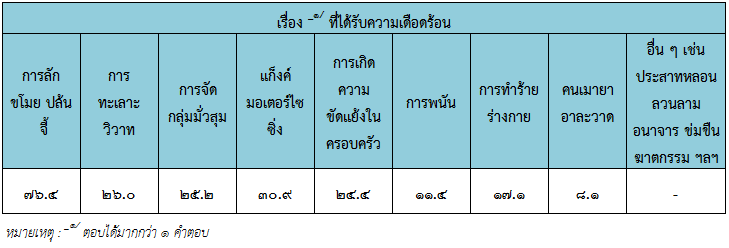 เรื่อง -๕/ ที่ได้รับความเดือดร้อน
การลัก
ขโมย ปล้น
จี้
การ
ทะเลาะ
วิวาท
การจัด
กลุ่มมั่วสุม
แก็งค์
มอเตอร์ไซ
ซิ่ง
การเกิด
ความ
ขัดแย้งใน
ครอบครัว
การพนัน
การทำร้าย
ร่างกาย
คนเมายา
อาละวาด
อื่น ๆ เช่น
ประสาทหลอน
ลวนลาม
อนาจาร ข่มขืน
ฆาตกรรม ฯลฯ
๗๖.๔ ๒๖.๐ ๒๕.๒ ๓๐.๙ ๒๔.๔ ๑๑.๔ ๑๗.๑ ๘.๑ -
หมายเหตุ : -๕/ ตอบได้มากกว่า ๑ คำตอบ